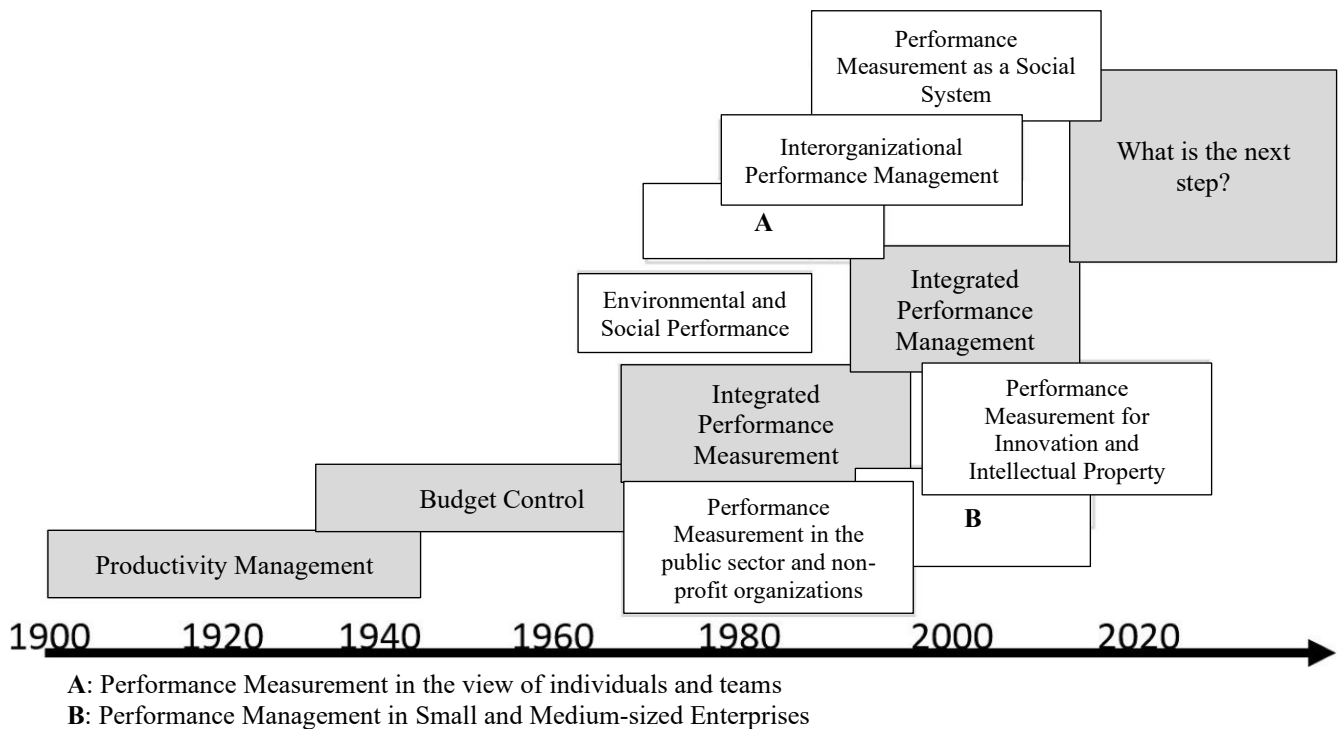 Performance
Measurement as a Social
System
What is the next
step?
Interorganizational
Performance Management
A
Integrated
Performance
Management
Environmental and
Social Performance
Integrated
Performance
Measurement
Performance
Measurement for
Innovation and
Intellectual Property
Budget Control
Performance
Measurement in the
public sector and non-
profit organizations
B
Productivity Management
1900 1920 1940 1960 1980 2000 2020
A: Performance Measurement in the view of individuals and teams
B: Performance Management in Small and Medium-sized Enterprises